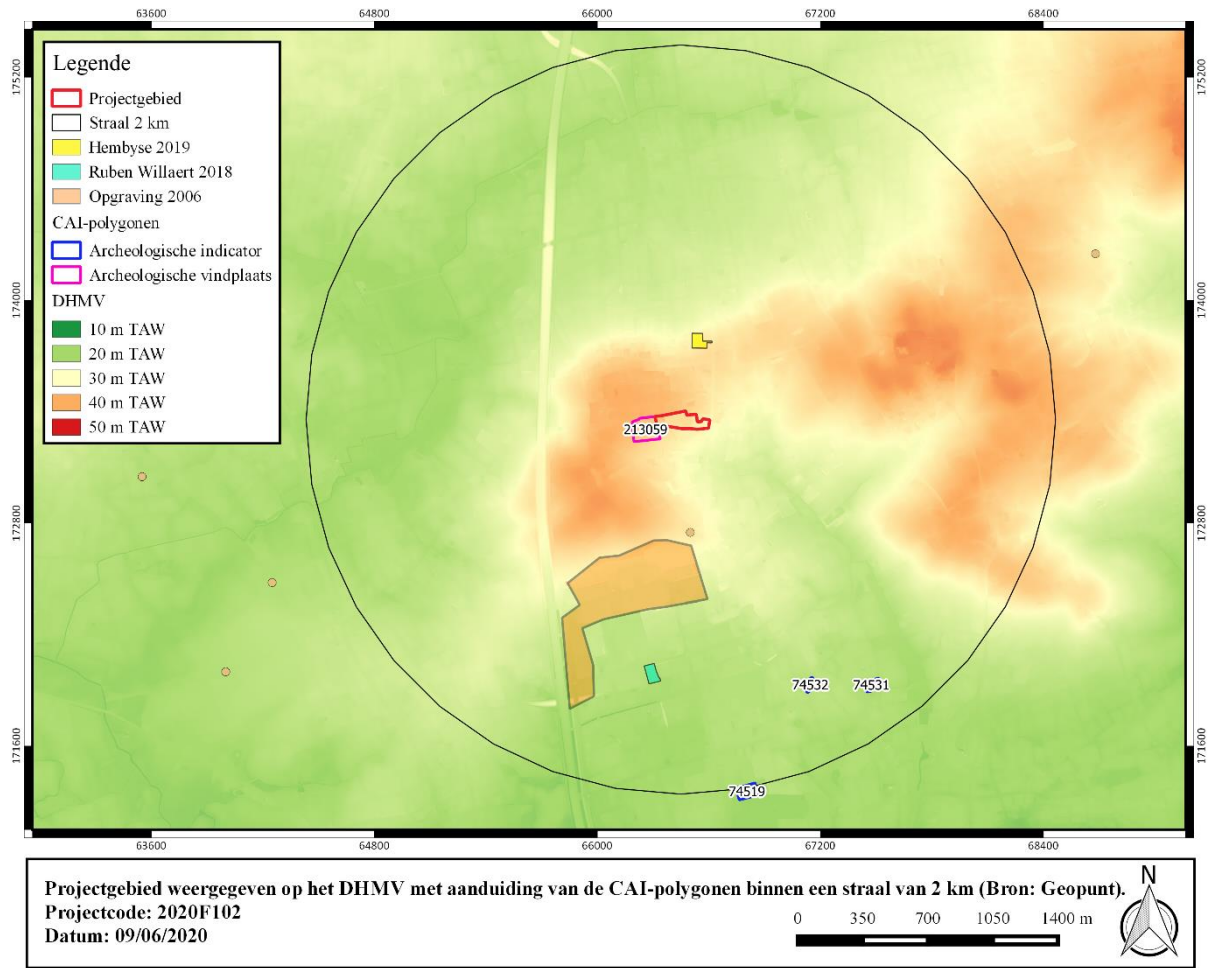 63600 64800 66000 67200 68400
175200 175200
174000 174000
172800 172800
171600 171600
Legende
Projectgebied
Straal 2 km
Hembyse 2019
Ruben Willaert 2018
Opgraving 2006
CAI-polygonen
Archeologische indicator
Archeologische vindplaats
DHMV
10 m TAW
20 m TAW
30 m TAW
40 m TAW
50 m TAW
213059
74532 74531
74519
63600 64800 66000 67200 68400
Projectgebied weergegeven op het DHMV met aanduiding van de CAI-polygonen binnen een straal van 2 km (Bron: Geopunt).
Projectcode: 2020F102
Datum: 09/06/2020
0 350 700 1050 1400 m
N